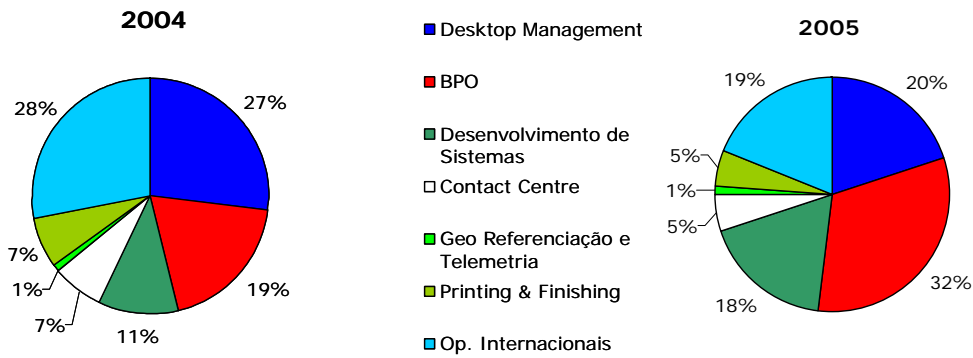 2004
28%
27%
7%
1%
7%
11%
19%
Desktop Management
BPO
Desenvolvimento de
Sistemas
Contact Centre
Geo Referenciação e
Telemetria
Printing & Finishing
Op. Internacionais
2005
19%
20%
5%
1%
5%
18%
32%